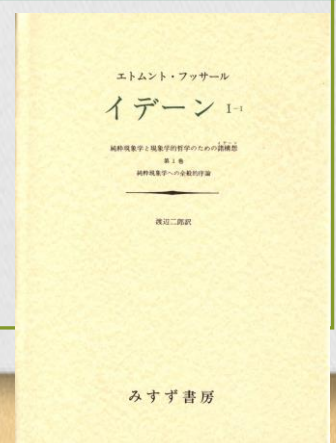 エトムント・フッサール
イデーン I-1
純粋現象学と現象学的哲学のための諸構想
第1巻
純粋現象学への全般的序論
渡辺二郎訳
みすず書房